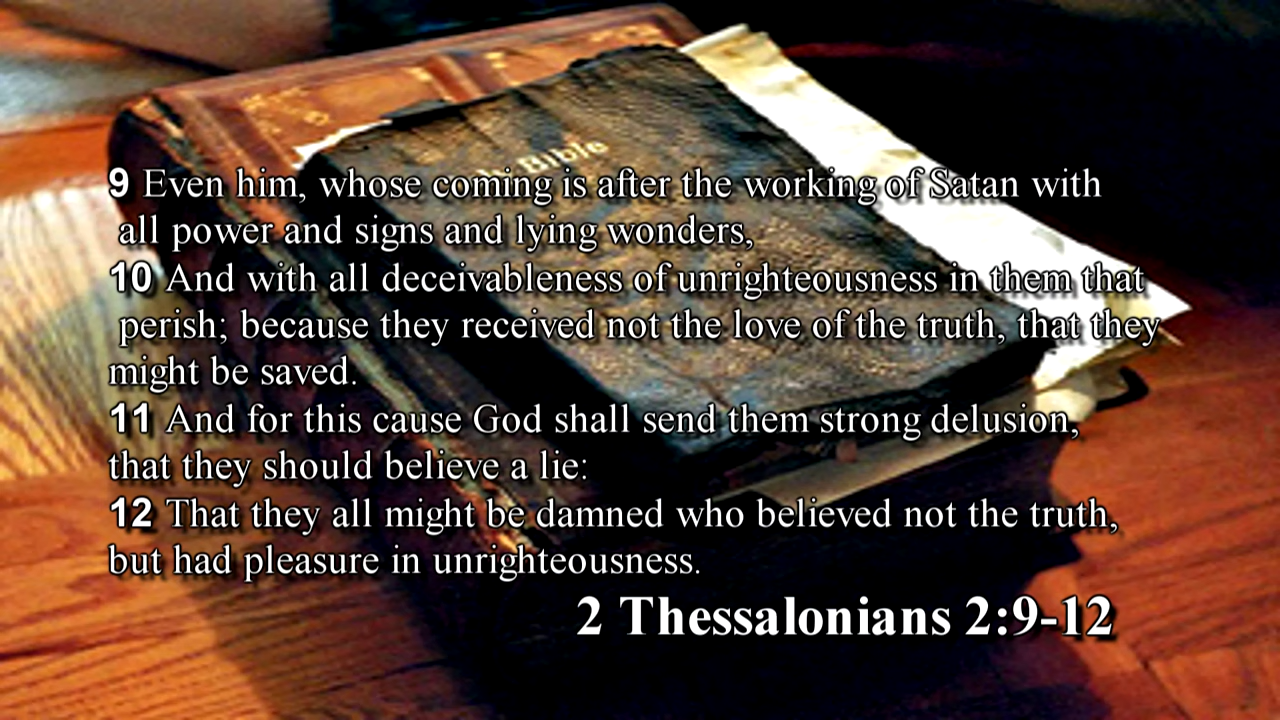 Bible
9 Even him, whose coming is after the working of Satan with
all power and signs and lying wonders,
10 And with all deceivableness of unrighteousness in them that
perish; because they received not the love of the truth, that they
might be saved.
11 And for this cause God shall send them strong delusion,
that they should believe a lie:
12 That they all might be damned who believed not the truth,
but had pleasure in unrighteousness.
2 Thessalonians 2:9-12